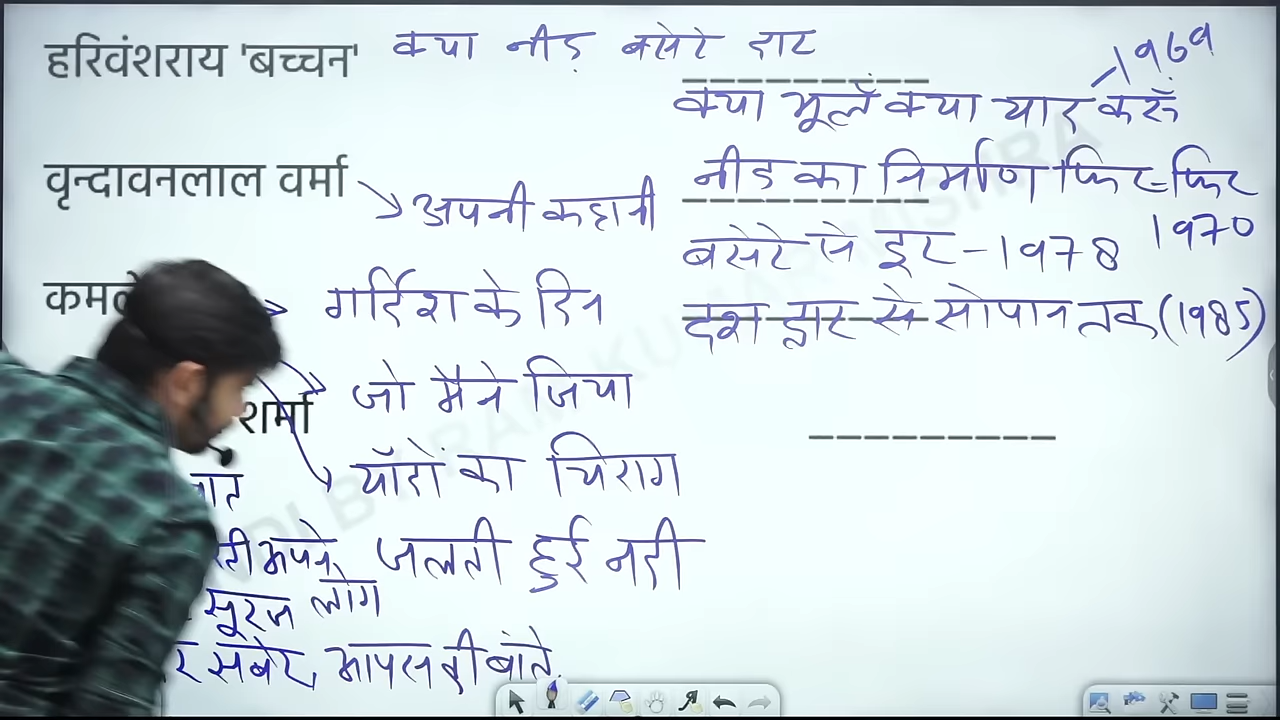 हरिवंशराय 'बच्चन' क्या नीड़ बसेरे द्वार
1969
क्या भूलूँ क्या याद करूँ
वृन्दावनलाल वर्मा → अपनी कहानी
नीड का निर्माण फिर-फिर
1970
बसेरे से दूर - 1978
गर्दिश के दिन
दश द्वार से सोपान तक (1985)
शर्मा
जो मैने जिया
यादों का चिराग
जलती हुई नदी
सूरज लोग
सबेर, आपस की बातें